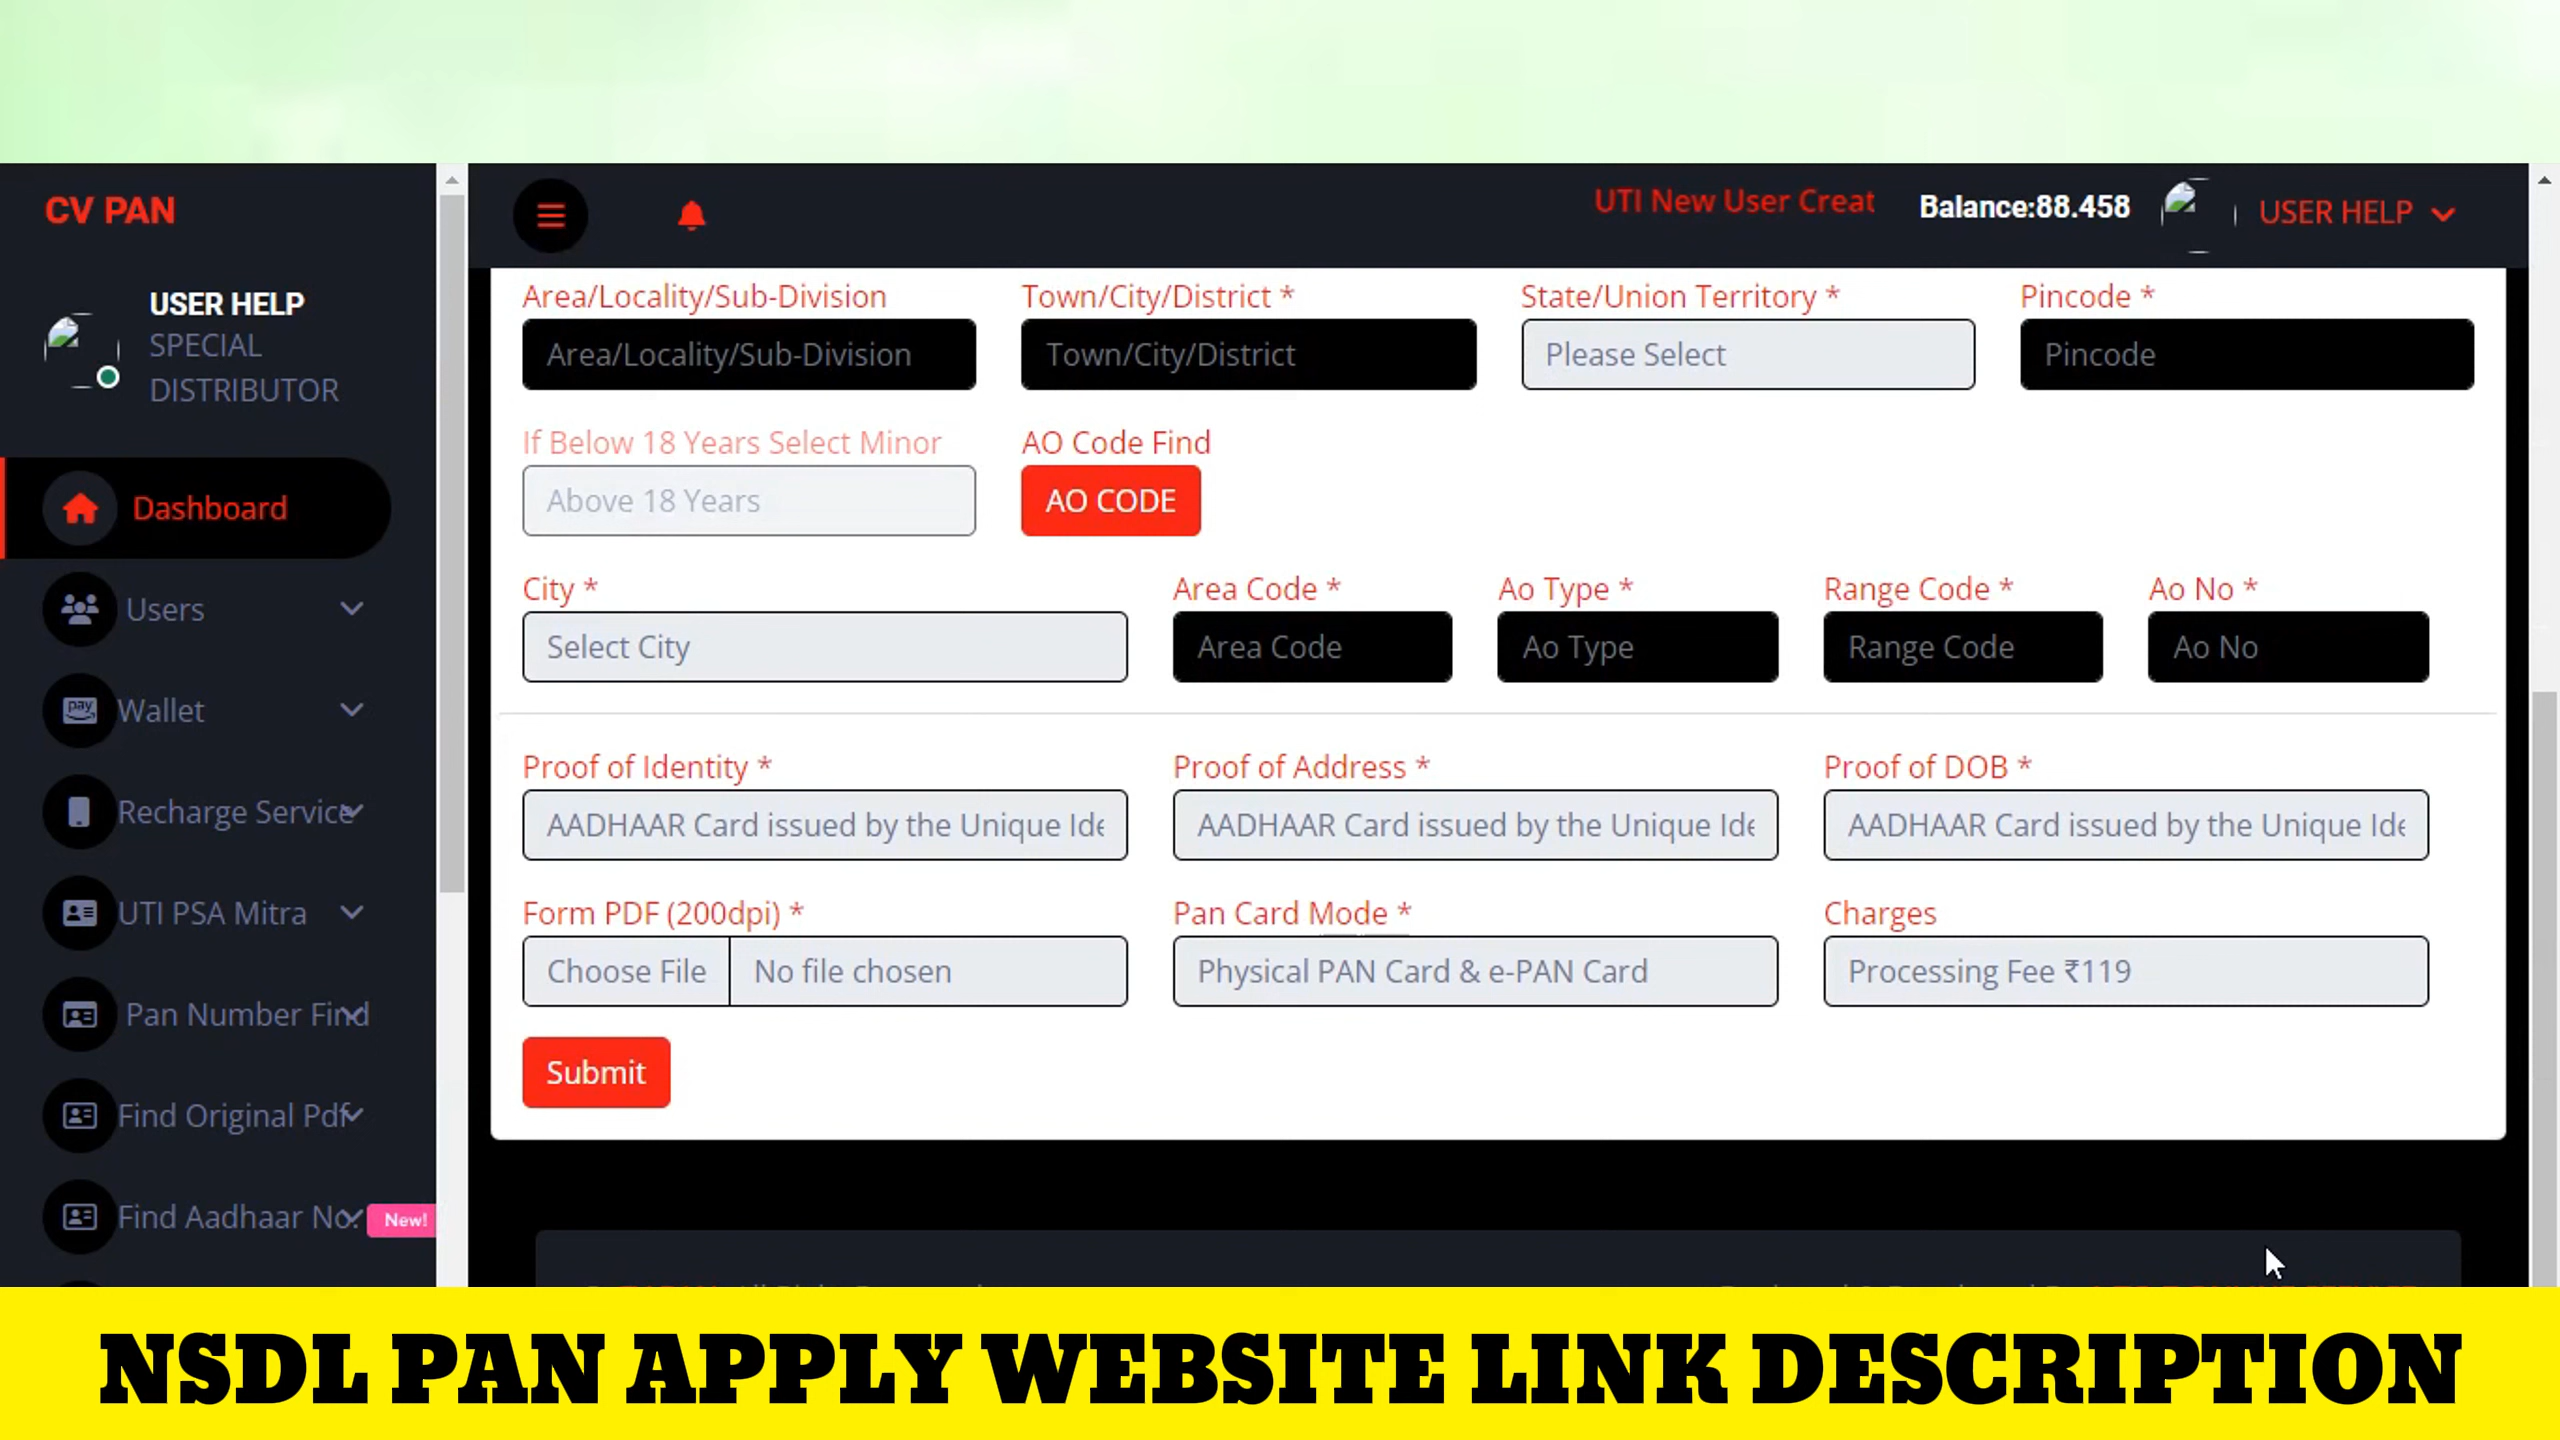 CV PAN
UTI New User Creat
Balance:88.458
USER HELP
USER HELP
SPECIAL
DISTRIBUTOR
Dashboard
Users
Wallet
Recharge Service
UTI PSA Mitra
Pan Number Find
Find Original Pdf
Find Aadhaar No.
New!
Area/Locality/Sub-Division
Town/City/District *
State/Union Territory *
Pincode *
Area/Locality/Sub-Division
Town/City/District
Please Select
Pincode
If Below 18 Years Select Minor
AO Code Find
Above 18 Years
AO CODE
City *
Area Code *
Ao Type *
Range Code *
Ao No *
Select City
Area Code
Ao Type
Range Code
Ao No
Proof of Identity *
Proof of Address *
Proof of DOB *
AADHAAR Card issued by the Unique Ide
AADHAAR Card issued by the Unique Ide
AADHAAR Card issued by the Unique Ide
Form PDF (200dpi) *
Pan Card Mode *
Charges
Choose File
No file chosen
Physical PAN Card & e-PAN Card
Processing Fee ₹119
Submit
NSDL PAN APPLY WEBSITE LINK DESCRIPTION